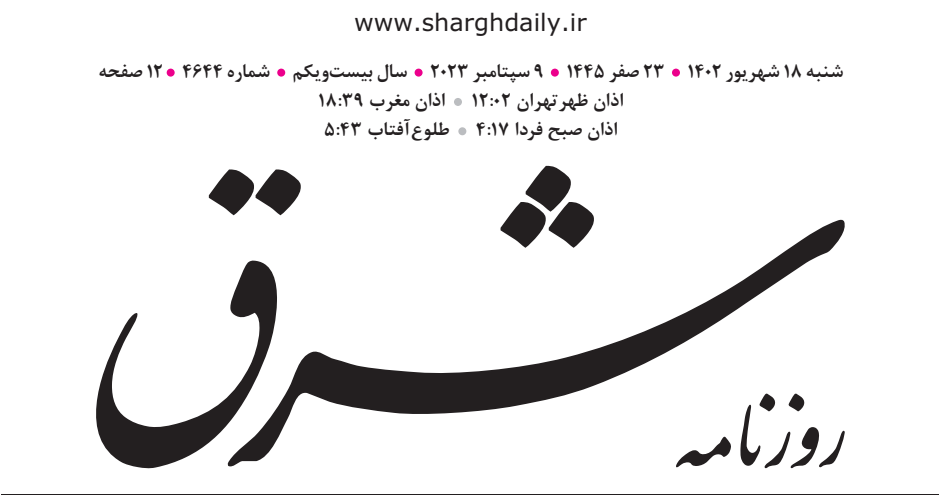 www.sharghdaily.ir
شنبه ۱۸ شهریور ۱۴۰۲ ● ۲۳ صفر ۱۴۴۵ ● ۹ سپتامبر ۲۰۲۳ ● سال بیست‌ویکم ● شماره ۴۶۴۴ ● ۱۲ صفحه
اذان ظهر تهران ۱۲:۰۲ ● اذان مغرب ۱۸:۳۹
اذان صبح فردا ۴:۱۷ ● طلوع آفتاب ۵:۴۳
روزنامه شرق